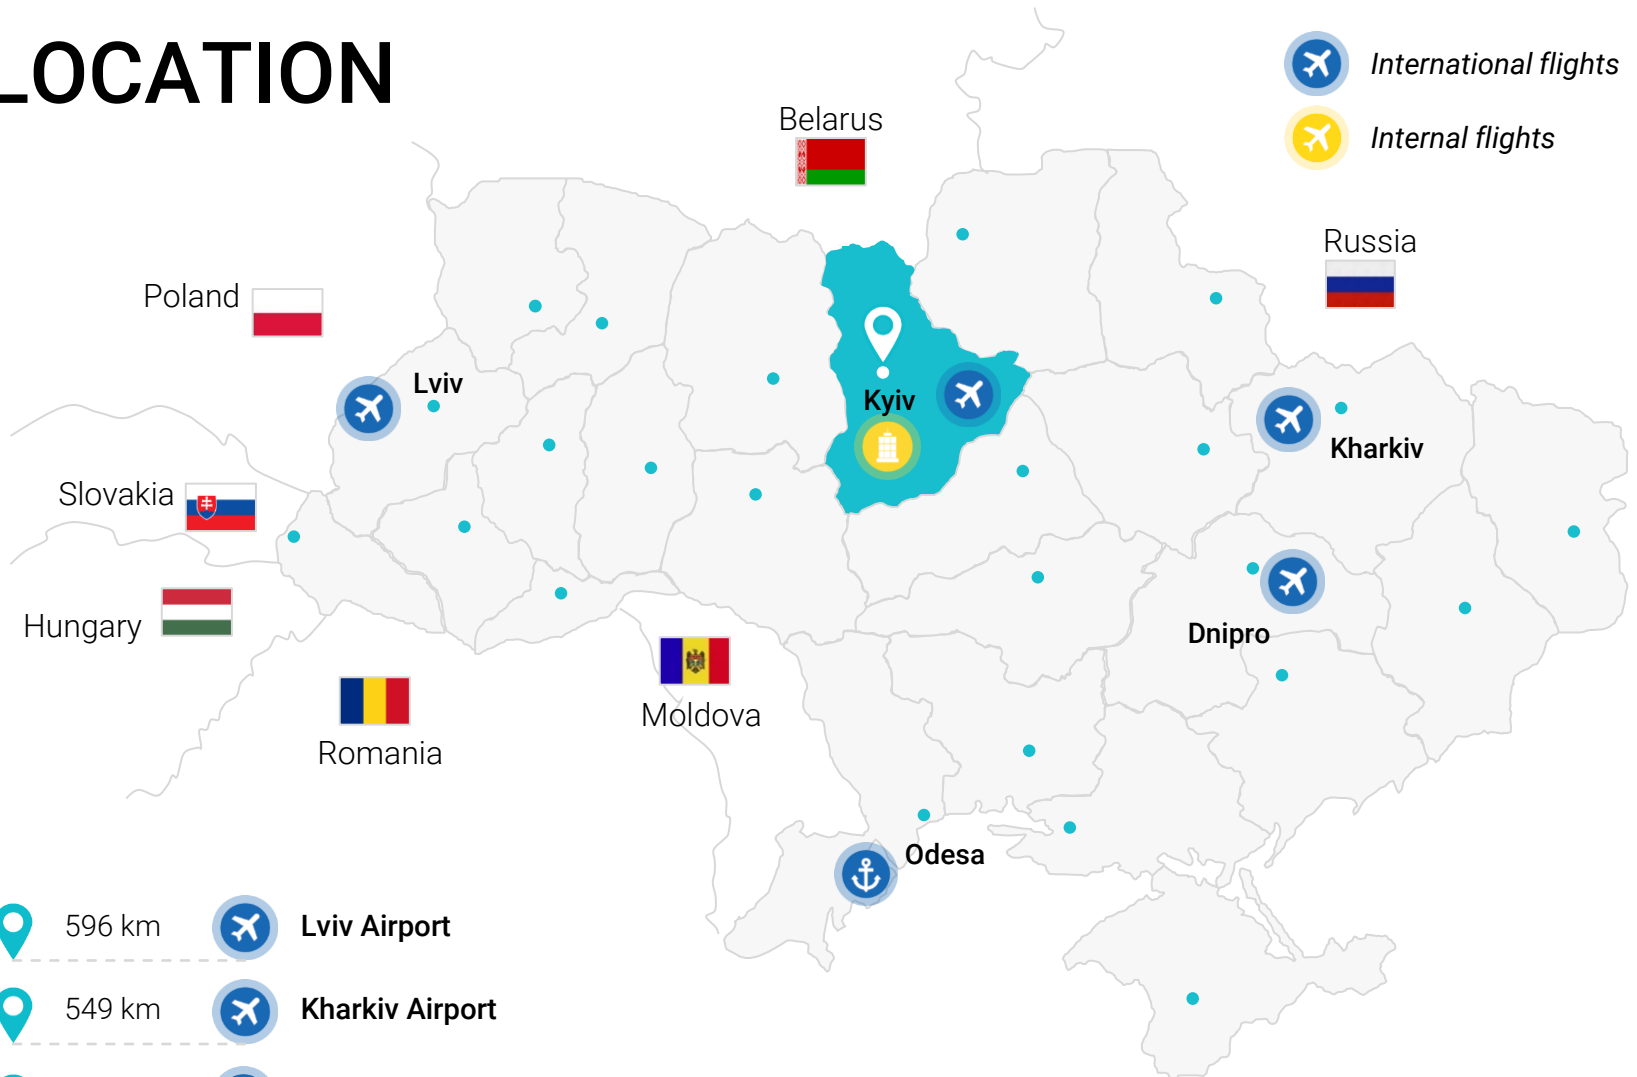 LOCATION
International flights
Internal flights
Belarus
Russia
Poland
Lviv
Kyiv
Kharkiv
Slovakia
Hungary
Dnipro
Moldova
Romania
Odesa
596 km Lviv Airport
549 km Kharkiv Airport